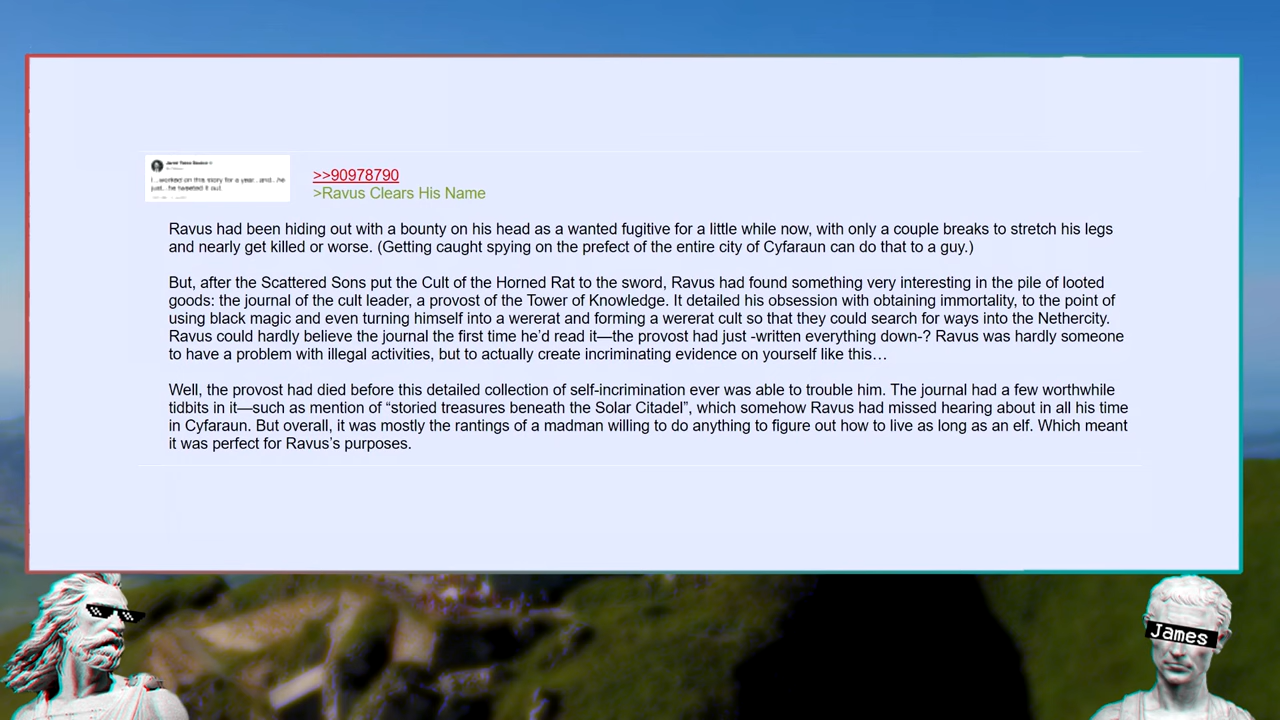 I...worked on this story for a year...and...he
just...he tweeted it out.
>>90978790
>Ravus Clears His Name
Ravus had been hiding out with a bounty on his head as a wanted fugitive for a little while now, with only a couple breaks to stretch his legs
and nearly get killed or worse. (Getting caught spying on the prefect of the entire city of Cyfaraun can do that to a guy.)
But, after the Scattered Sons put the Cult of the Horned Rat to the sword, Ravus had found something very interesting in the pile of looted
goods: the journal of the cult leader, a provost of the Tower of Knowledge. It detailed his obsession with obtaining immortality, to the point of
using black magic and even turning himself into a wererat and forming a wererat cult so that they could search for ways into the Nethercity.
Ravus could hardly believe the journal the first time he’d read it—the provost had just -written everything down-? Ravus was hardly someone
to have a problem with illegal activities, but to actually create incriminating evidence on yourself like this…
Well, the provost had died before this detailed collection of self-incrimination ever was able to trouble him. The journal had a few worthwhile
tidbits in it—such as mention of “storied treasures beneath the Solar Citadel”, which somehow Ravus had missed hearing about in all his time
in Cyfaraun. But overall, it was mostly the rantings of a madman willing to do anything to figure out how to live as long as an elf. Which meant
it was perfect for Ravus’s purposes.
James